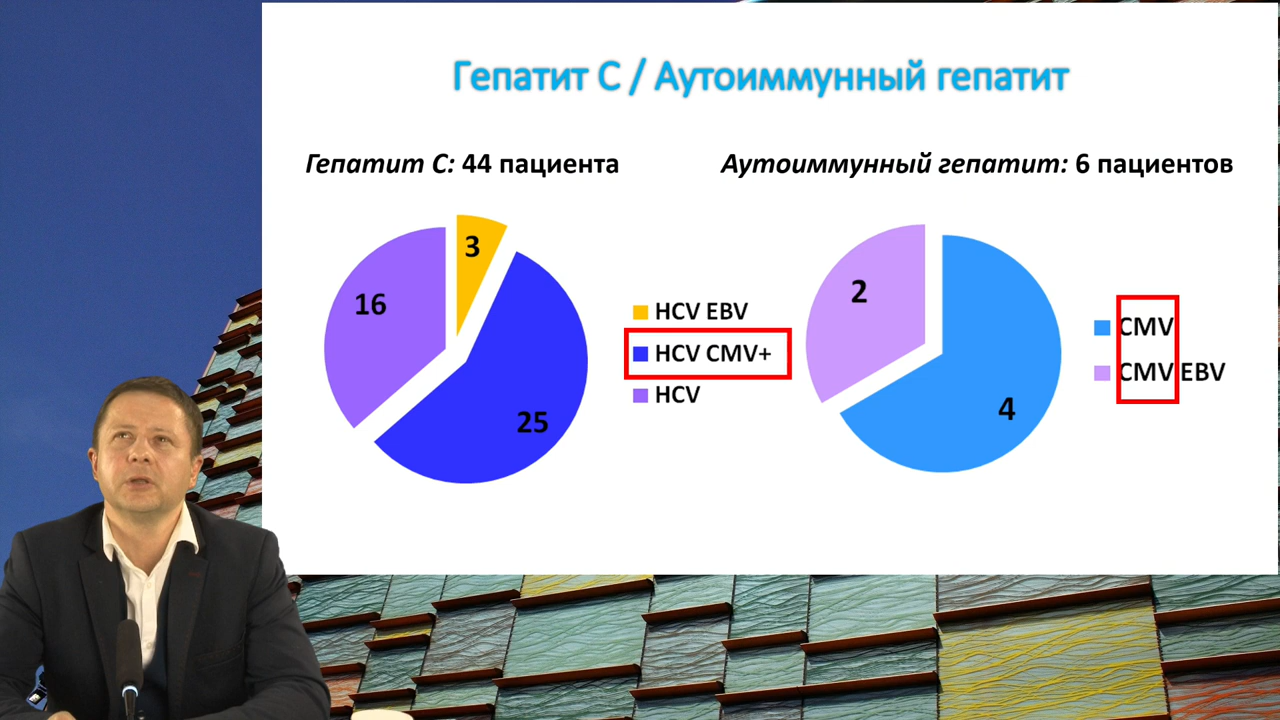 Гепатит С / Аутоиммунный гепатит
Гепатит С: 44 пациента
Аутоиммунный гепатит: 6 пациентов
3
16
25
HCV EBV
HCV CMV+
HCV
2
4
CMV
CMV EBV